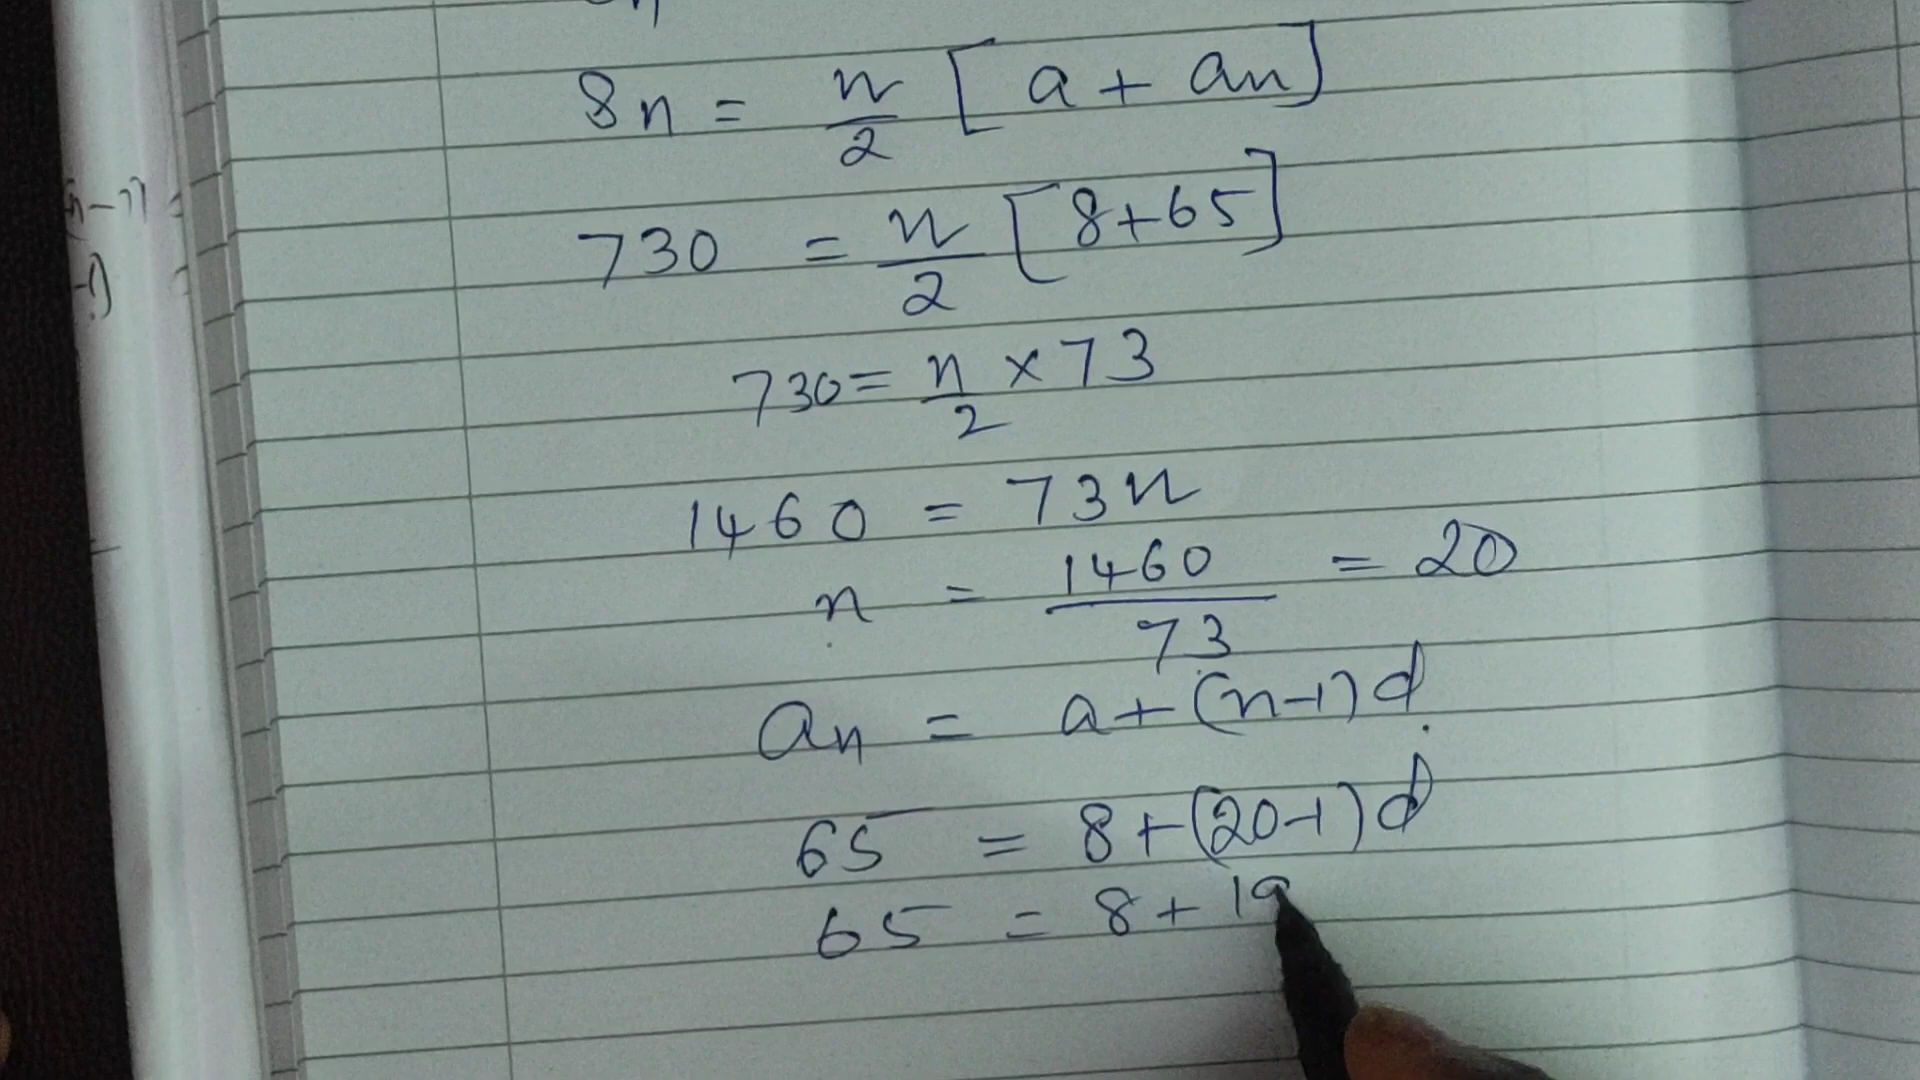 8n = n/2 [a + an]
730 = n/2 [8+65]
730 = n/2 × 73
1460 = 73n
n = 1460/73 = 20
an = a+(n-1)d
65 = 8+(20-1)d
65 = 8+19